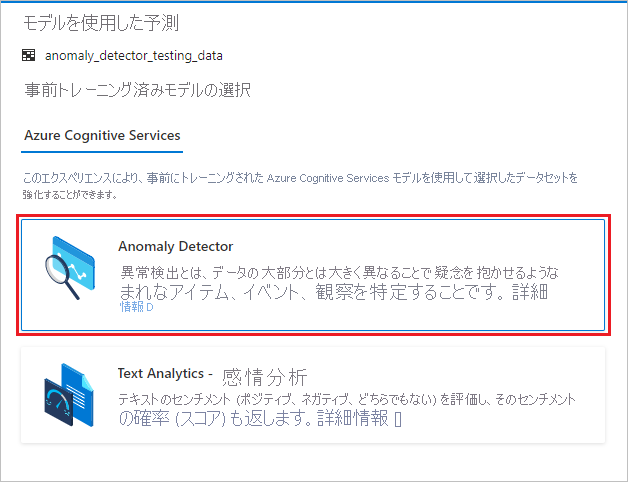 モデルを使用した予測
anomaly_detector_testing_data
事前トレーニング済みモデルの選択
Azure Cognitive Services
このエクスペリエンスにより、事前にトレーニングされた Azure Cognitive Services モデルを使用して選択したデータセットを
強化することができます。
Anomaly Detector
異常検出とは、データの大部分とは大きく異なることで疑念を抱かせるような
まれなアイテム、イベント、観察を特定することです。詳細
情報 D
Text Analytics - 感情分析
テキストのセンチメント (ポジティブ、ネガティブ、どちらでもない) を評価し、そのセンチメント
の確率 (スコア) も返します。詳細情報 []